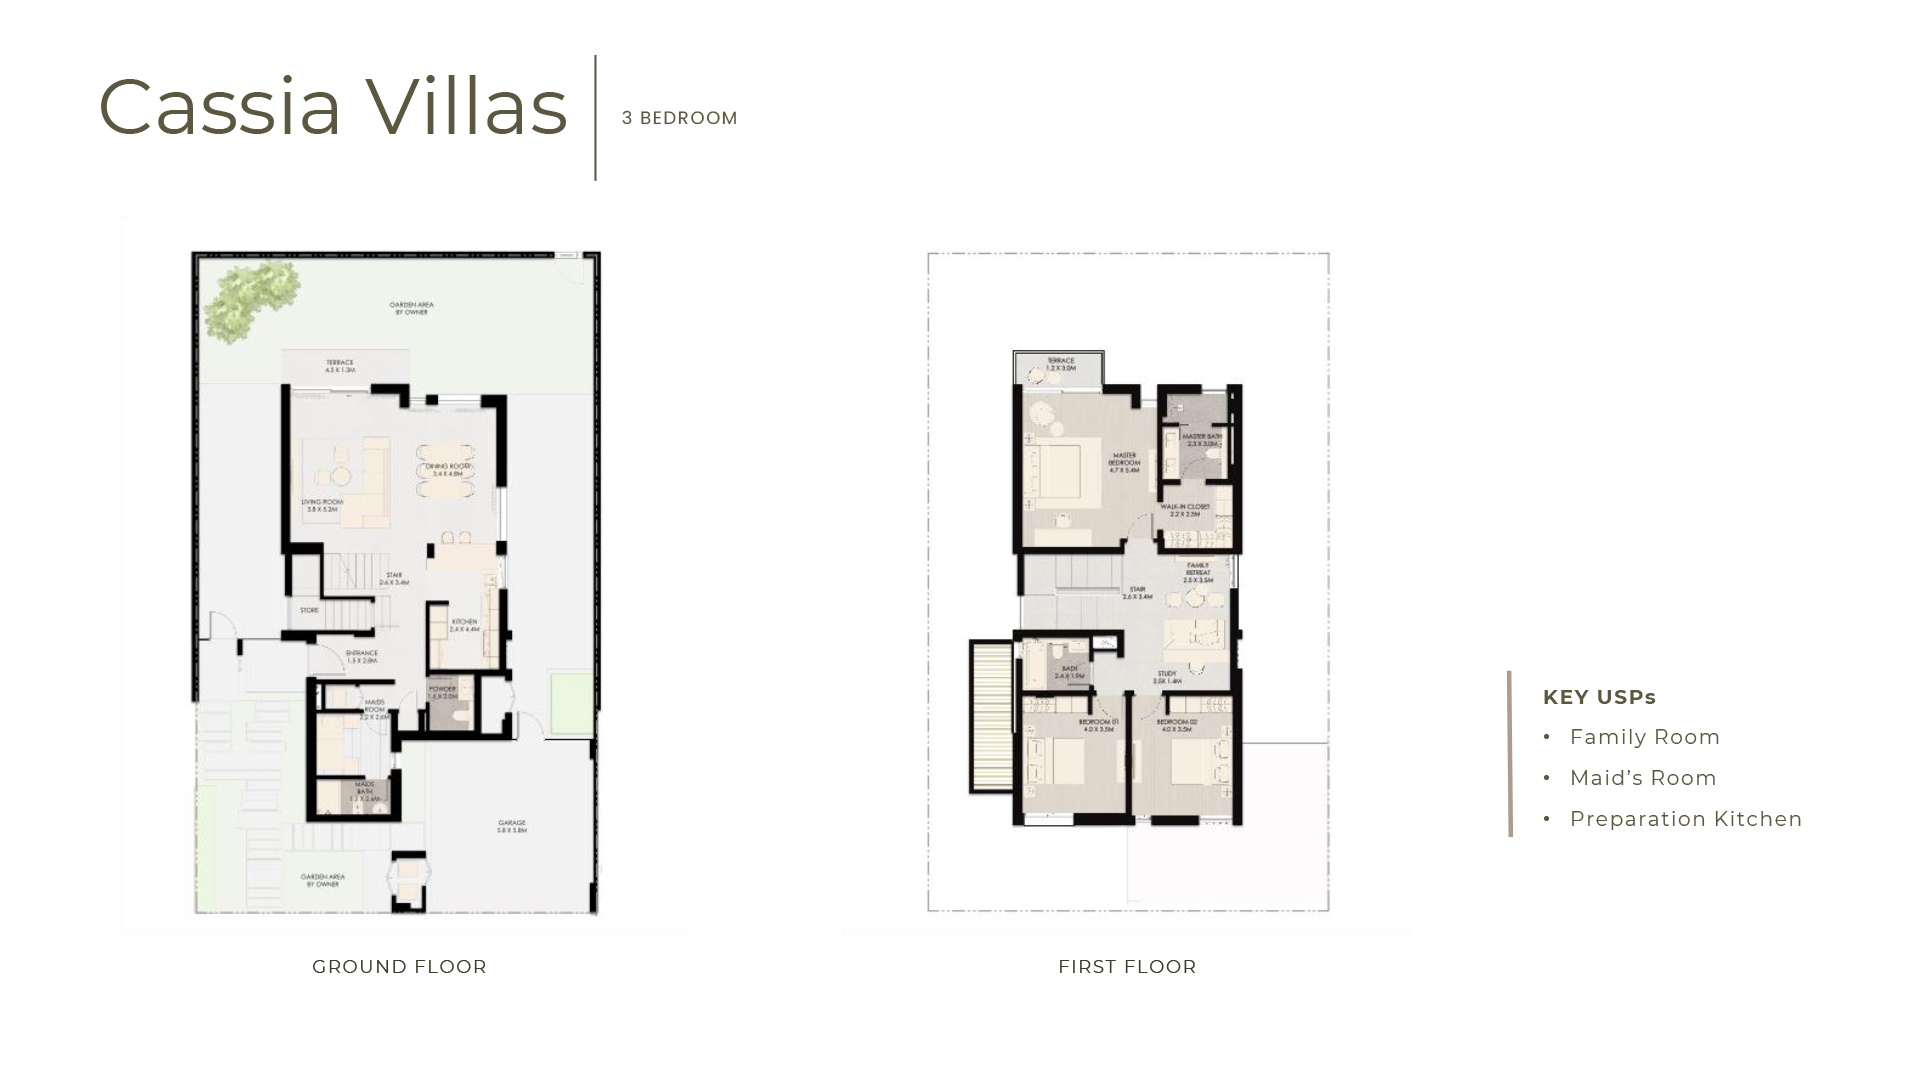 Cassia Villas
3 BEDROOM
GARDEN AREA
BY OWNER
TERRACE
4.5 X 1.3M
DINING ROOM
3.4 X 4.8M
LIVING ROOM
3.8 X 5.2M
STAIR
2.6 X 3.4M
STORE
KITCHEN
2.4 X 4.4M
ENTRANCE
1.5 X 2.8M
POWDER
1.6 X 2.0M
MAIDS
ROOM
2.2 X 2.6M
MAIDS
BATH
1.3 X 2.6M
GARAGE
5.8 X 5.8M
GARDEN AREA
BY OWNER
GROUND FLOOR
TERRACE
1.2 X 3.0M
MASTER BATH
2.3 X 3.0M
MASTER
BEDROOM
4.7 X 5.4M
WALK-IN CLOSET
2.2 X 2.5M
FAMILY
RETREAT
2.5 X 3.5M
STAIR
2.6 X 3.4M
BATH
2.6 X 1.9M
STUDY
2.5X 1.6M
BEDROOM 01
4.0 X 3.5M
BEDROOM 02
4.0 X 3.5M
FIRST FLOOR
KEY USPs
• Family Room
• Maid’s Room
• Preparation Kitchen